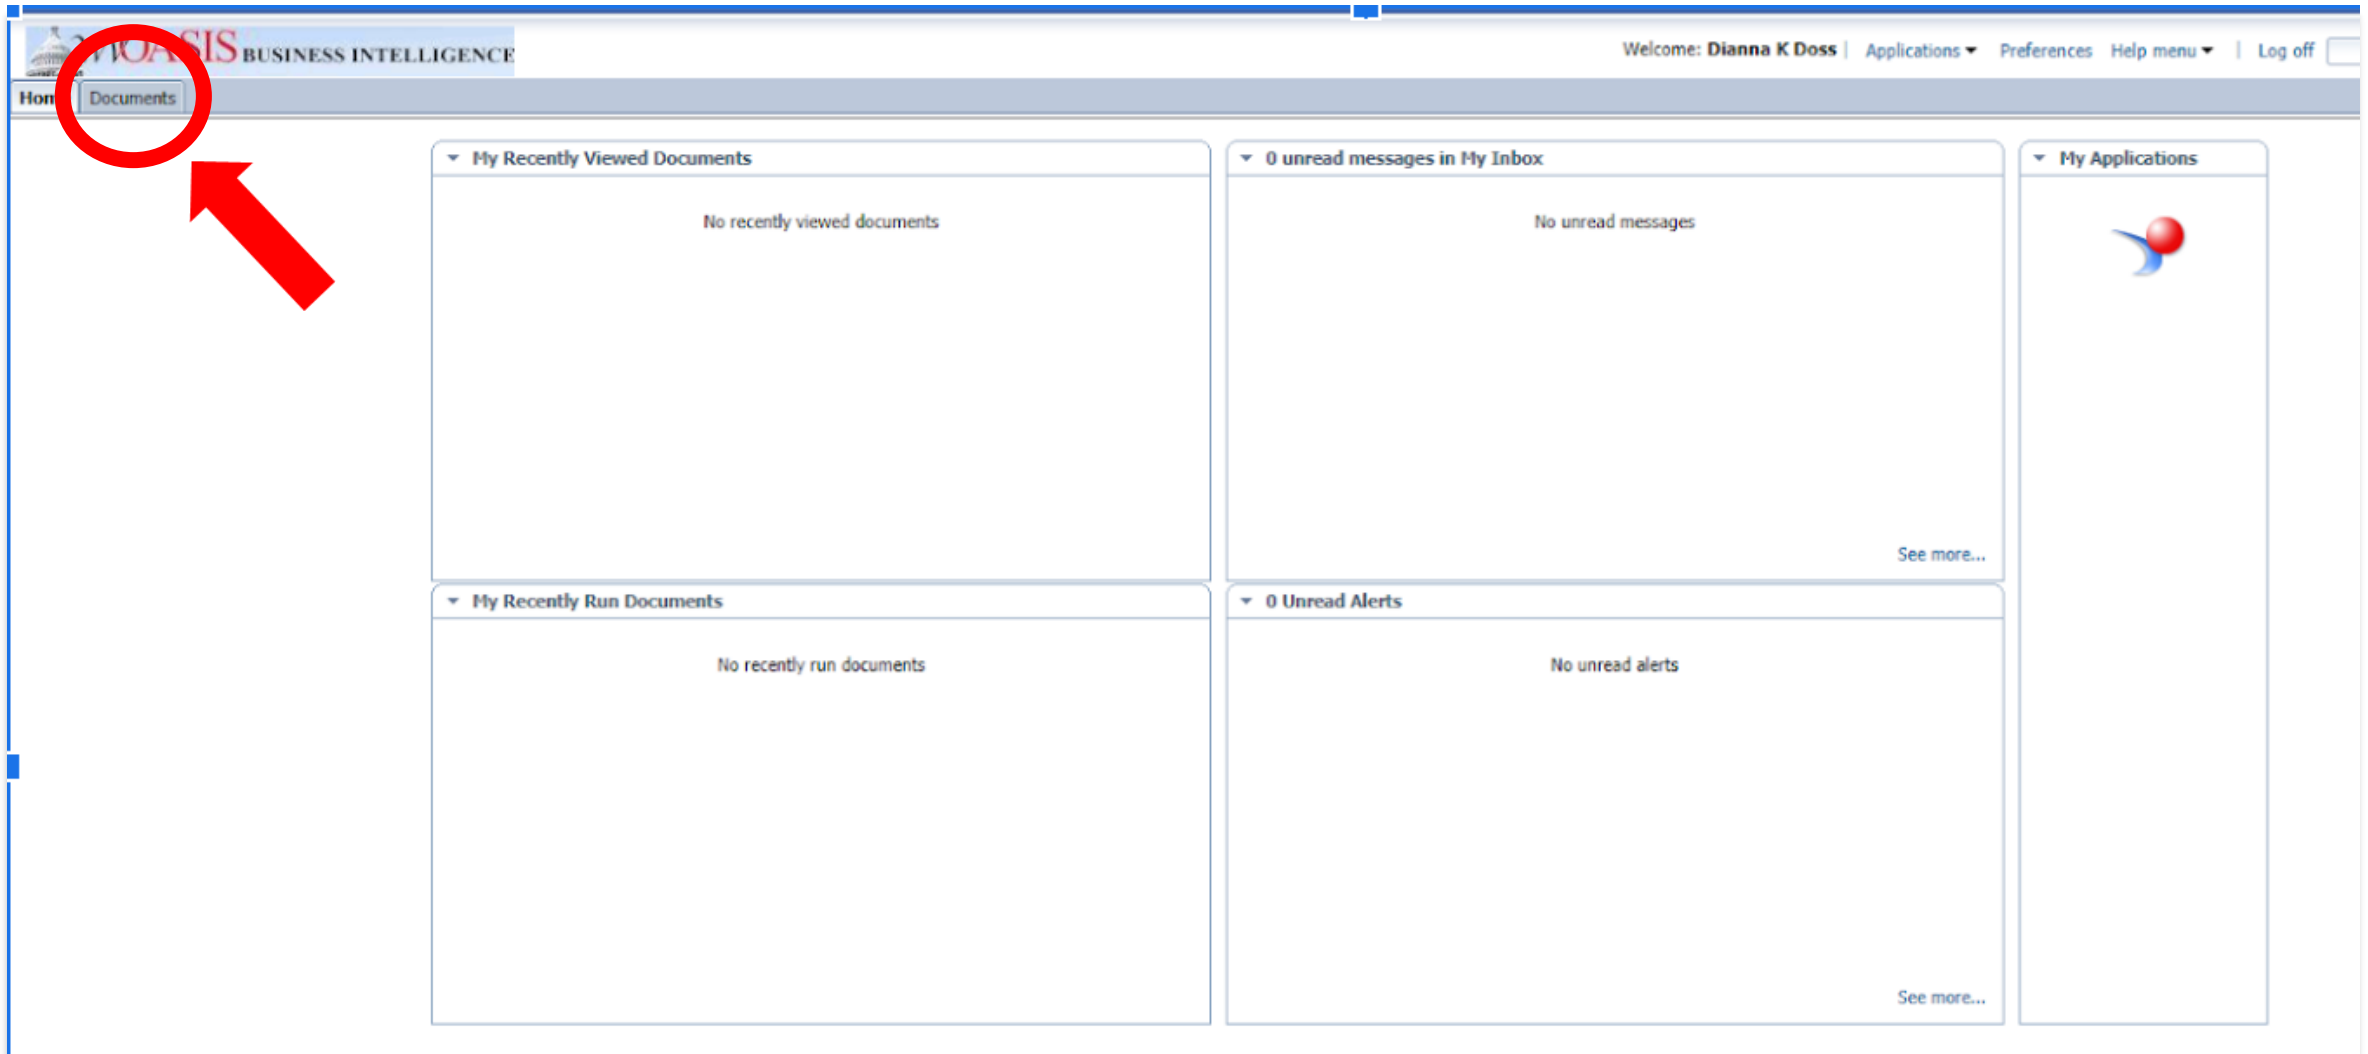 OASIS BUSINESS INTELLIGENCE
Welcome: Dianna K Doss | Applications Preferences Help menu | Log off
Documents
My Recently Viewed Documents
No recently viewed documents
0 unread messages in My Inbox
No unread messages
See more...
My Applications
My Recently Run Documents
No recently run documents
0 Unread Alerts
No unread alerts
See more...